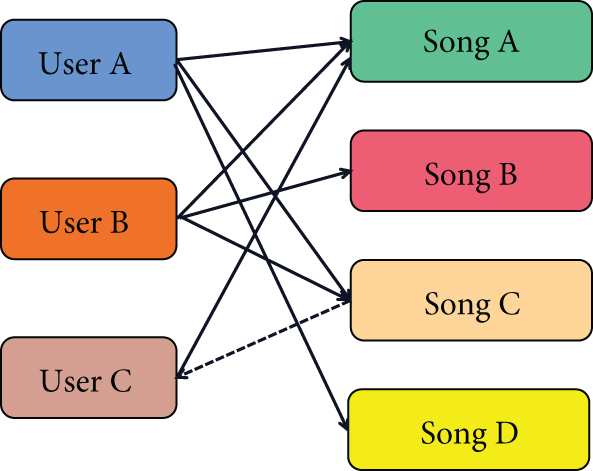 User A
Song A
User B
Song B
User C
Song C
Song D